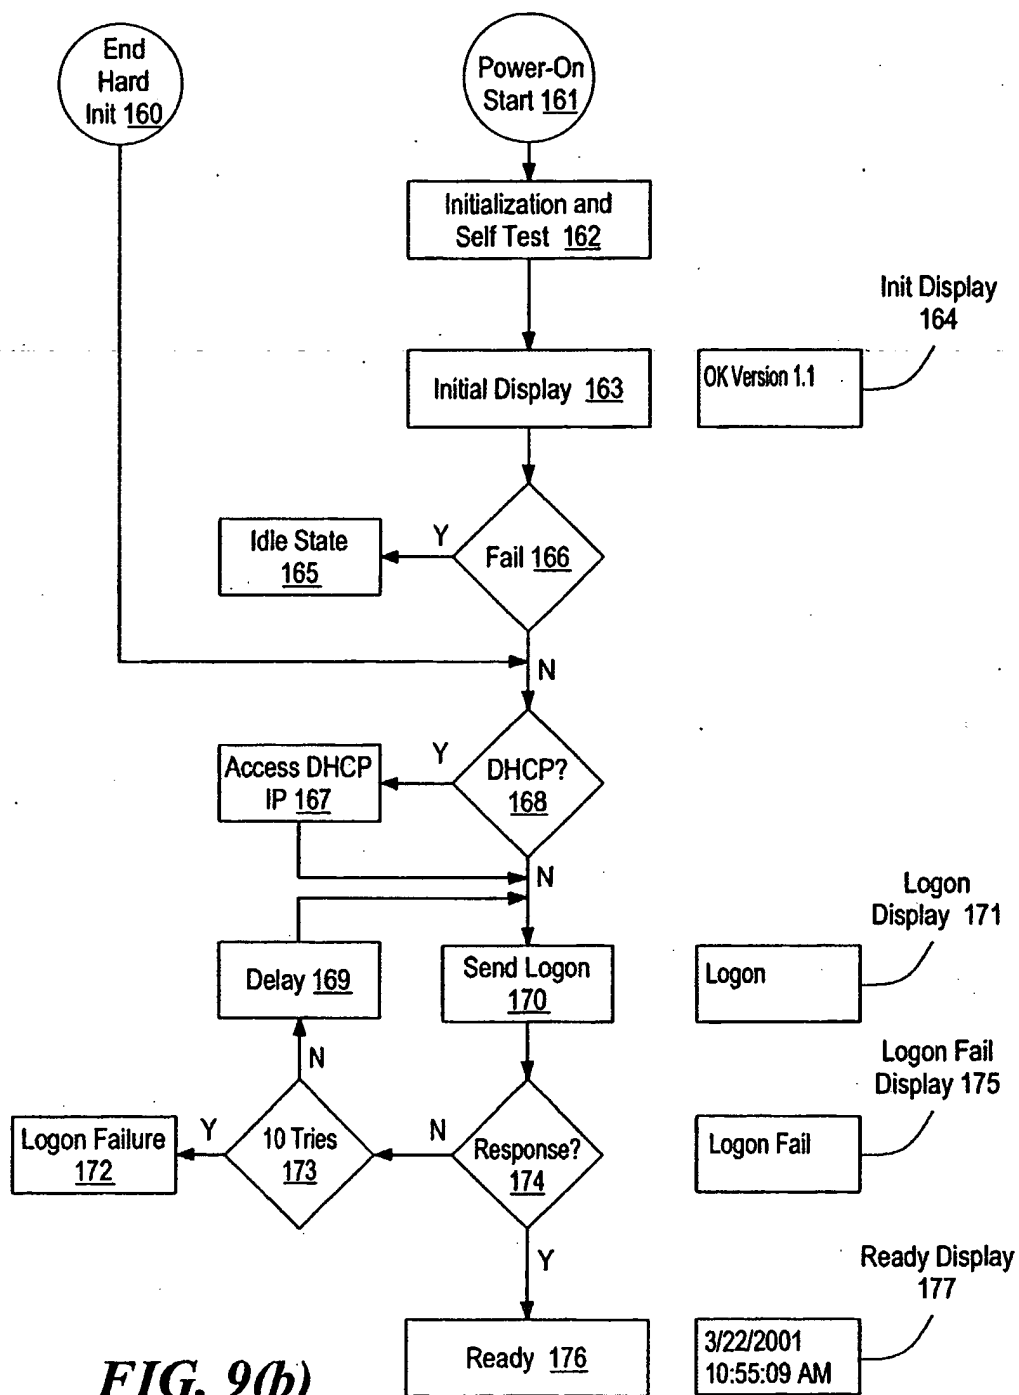 End
Hard
Init 160
Power-On
Start 161
Initialization and
Self Test 162
Init Display
164
Initial Display 163
OK Version 1.1
Idle State
165
Y
Fail 166
N
Access DHCP
IP 167
Y
DHCP?
168
N
Logon
Display 171
Delay 169
Send Logon
170
Logon
N
Logon Fail
Display 175
Logon Failure
172
Y
10 Tries
173
N
Response?
174
Logon Fail
Y
Ready Display
177
Ready 176
3/22/2001
10:55:09 AM
FIG. 9(b)